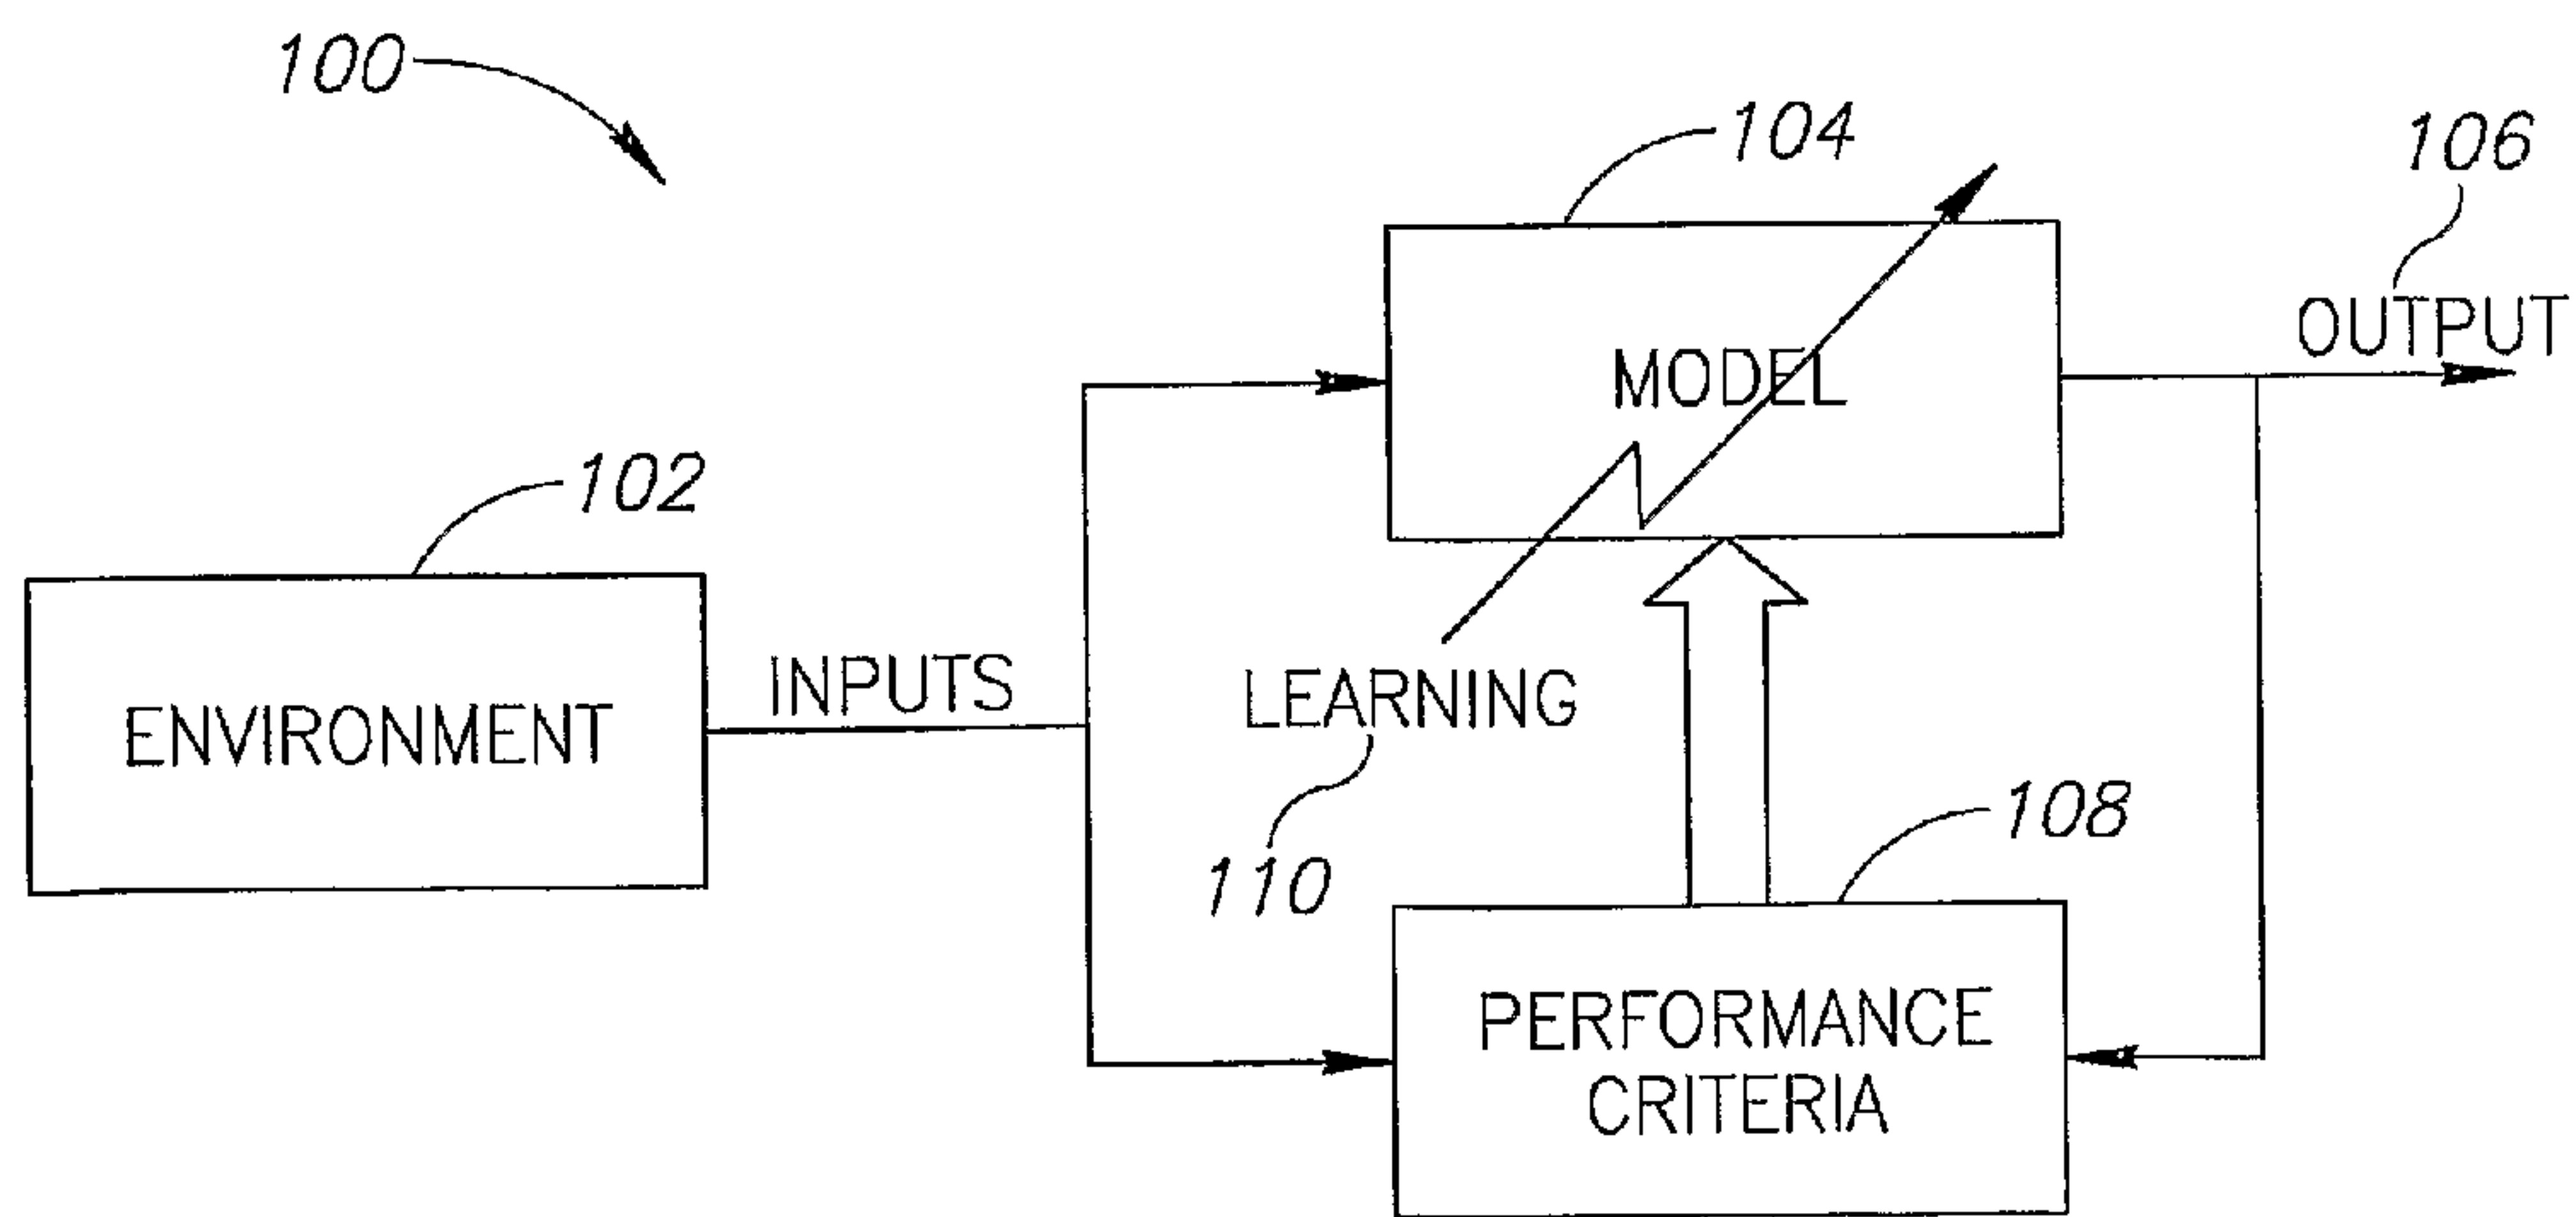 100
104
106
OUTPUT
MODEL
102
INPUTS
ENVIRONMENT
LEARNING
110
108
PERFORMANCE
CRITERIA